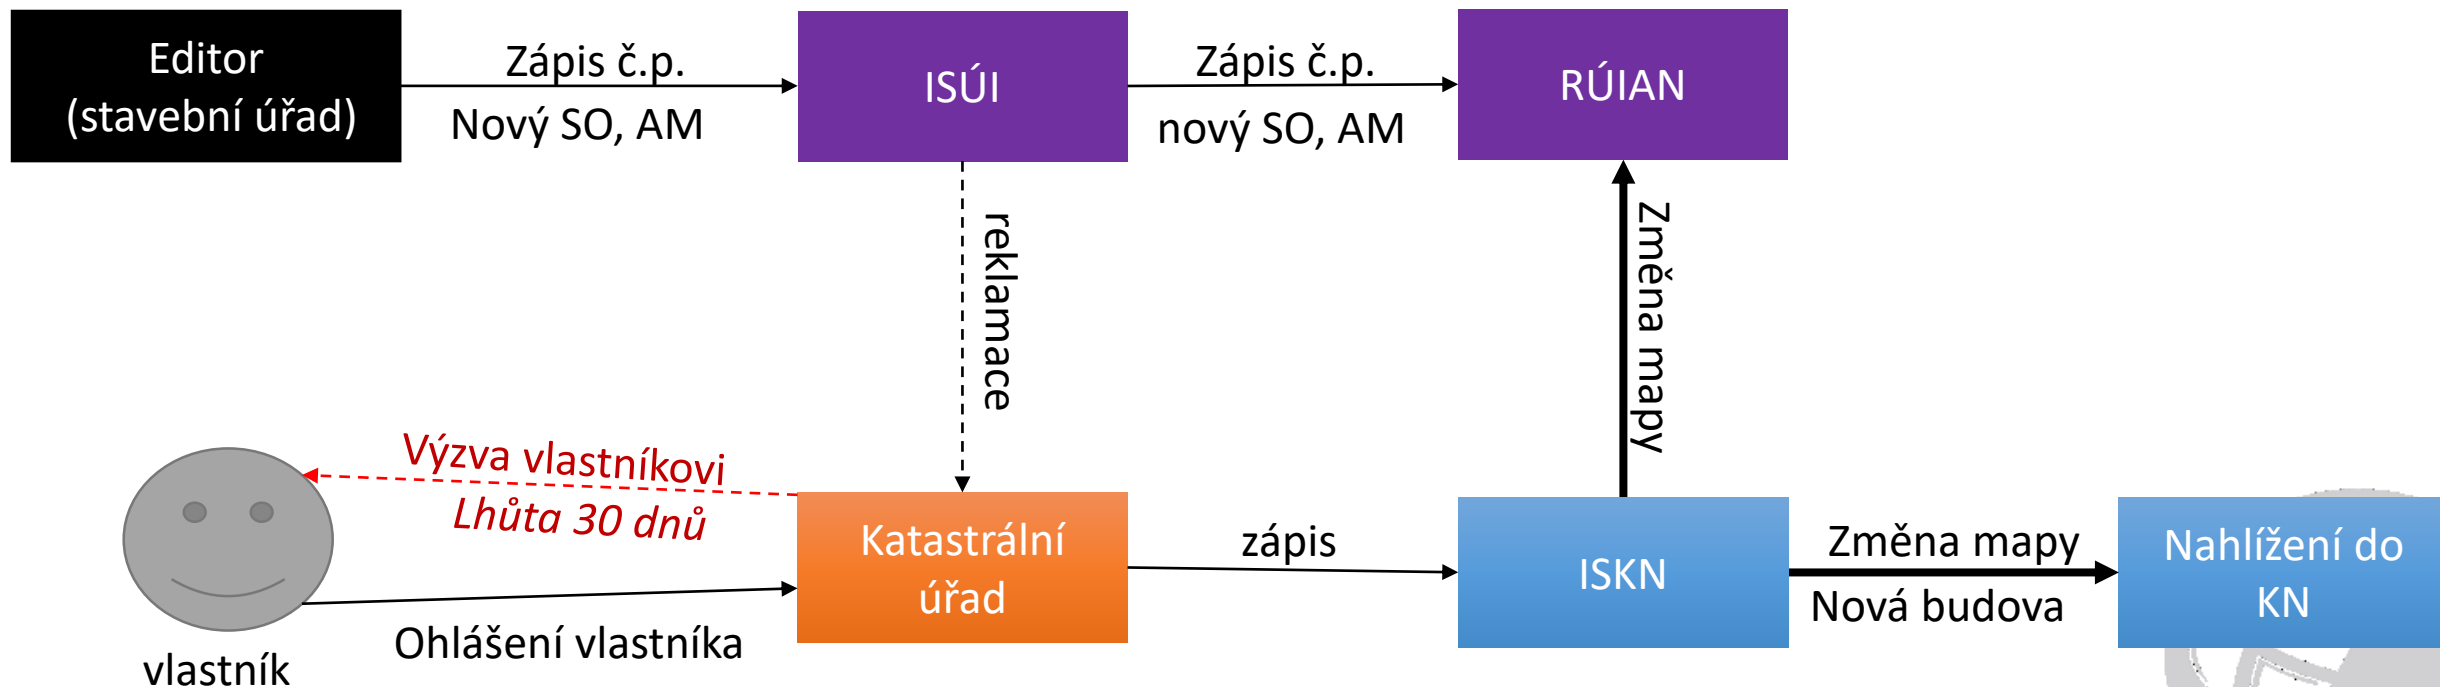 Editor
(stavební úřad)
Zápis č.p.
Nový SO, AM
ISÚI
Zápis č.p.
nový SO, AM
RÚIAN
reklamace
Změna mapy
Výzva vlastníkovi
Lhůta 30 dnů
Katastrální
úřad
zápis
ISKN
Změna mapy
Nová budova
Nahlížení do
KN
Ohlášení vlastníka
vlastník